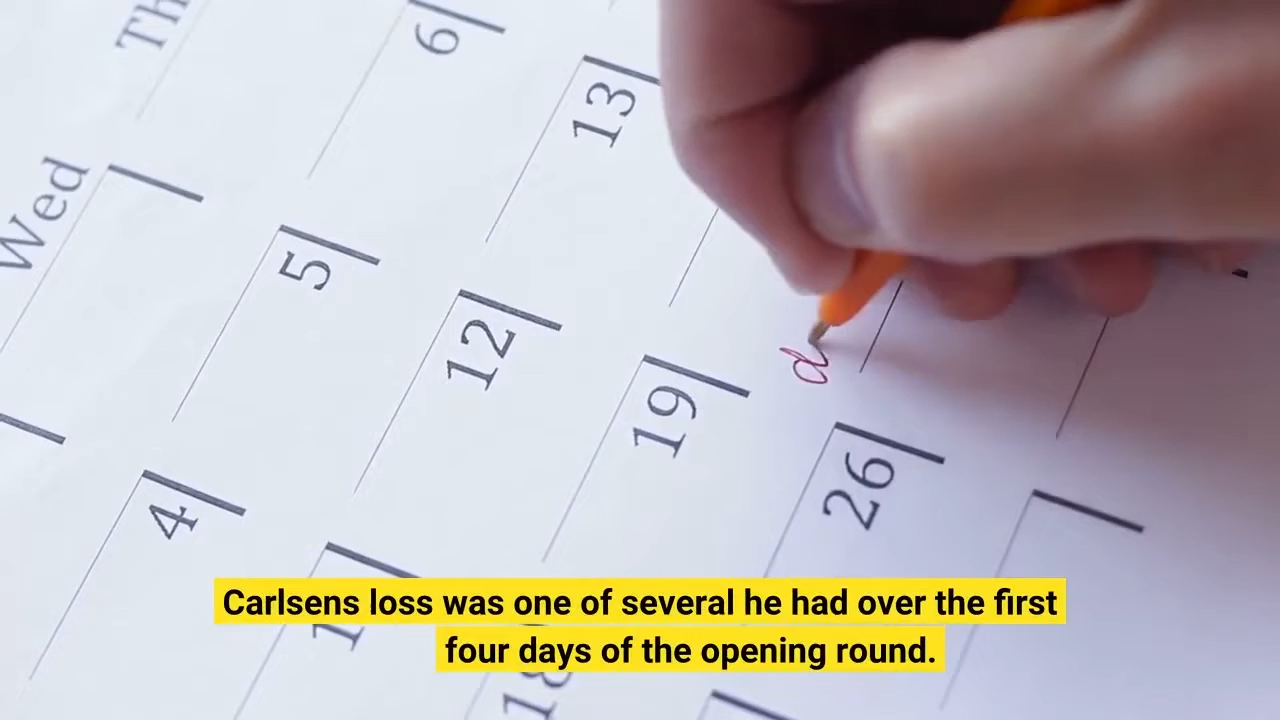 Th
6
13
Wed
5
12
19
d
26
4
18
Carlsens loss was one of several he had over the first
four days of the opening round.